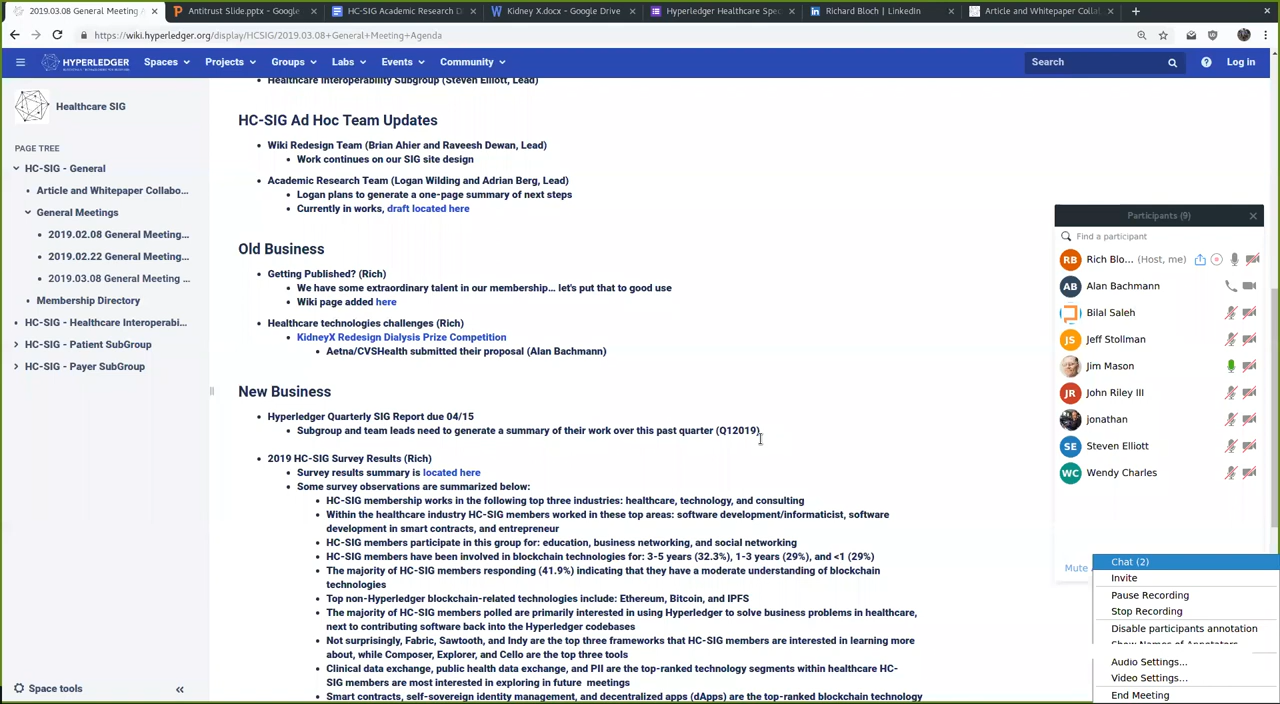 2019.03.08 General Meeting
Antitrust Slide.pptx - Google
HC-SIG Academic Research D
Kidney X.docx - Google Drive
Hyperledger Healthcare Spec
Richard Bloch | LinkedIn
Article and Whitepaper Collab
https://wiki.hyperledger.org/display/HCSIG/2019.03.08+General+Meeting+Agenda
HYPERLEDGER
Spaces
Projects
Groups
Labs
Events
Community
Search
Log in
Healthcare SIG
PAGE TREE
HC-SIG - General
Article and Whitepaper Collabo...
General Meetings
2019.02.08 General Meeting...
2019.02.22 General Meeting...
2019.03.08 General Meeting ...
Membership Directory
HC-SIG - Healthcare Interoperabi...
HC-SIG - Patient SubGroup
HC-SIG - Payer SubGroup
Space tools
Healthcare Interoperability Subgroup (Steven Elliott, Lead)
HC-SIG Ad Hoc Team Updates
Wiki Redesign Team (Brian Ahier and Raveesh Dewan, Lead)
Work continues on our SIG site design
Academic Research Team (Logan Wilding and Adrian Berg, Lead)
Logan plans to generate a one-page summary of next steps
Currently in works, draft located here
Old Business
Getting Published? (Rich)
We have some extraordinary talent in our membership... let's put that to good use
Wiki page added here
Healthcare technologies challenges (Rich)
KidneyX Redesign Dialysis Prize Competition
Aetna/CVSHealth submitted their proposal (Alan Bachmann)
New Business
Hyperledger Quarterly SIG Report due 04/15
Subgroup and team leads need to generate a summary of their work over this past quarter (Q12019)
2019 HC-SIG Survey Results (Rich)
Survey results summary is located here
Some survey observations are summarized below:
HC-SIG membership works in the following top three industries: healthcare, technology, and consulting
Within the healthcare industry HC-SIG members worked in these top areas: software development/informaticist, software
development in smart contracts, and entrepreneur
HC-SIG members participate in this group for: education, business networking, and social networking
HC-SIG members have been involved in blockchain technologies for: 3-5 years (32.3%), 1-3 years (29%), and <1 (29%)
The majority of HC-SIG members responding (41.9%) indicating that they have a moderate understanding of blockchain
technologies
Top non-Hyperledger blockchain-related technologies include: Ethereum, Bitcoin, and IPFS
The majority of HC-SIG members polled are primarily interested in using Hyperledger to solve business problems in healthcare,
next to contributing software back into the Hyperledger codebases
Not surprisingly, Fabric, Sawtooth, and Indy are the top three frameworks that HC-SIG members are interested in learning more
about, while Composer, Explorer, and Cello are the top three tools
Clinical data exchange, public health data exchange, and PII are the top-ranked technology segments within healthcare HC-
SIG members are most interested in exploring in future meetings
Smart contracts, self-sovereign identity management, and decentralized apps (dApps) are the top-ranked blockchain technology
Participants (9)
Find a participant
RB Rich Blo... (Host, me)
AB Alan Bachmann
Bilal Saleh
JS Jeff Stollman
Jim Mason
JR John Riley III
jonathan
SE Steven Elliott
WC Wendy Charles
Mute
Chat (2)
Invite
Pause Recording
Stop Recording
Disable participants annotation
Show Names of Annotators
Audio Settings...
Video Settings...
End Meeting